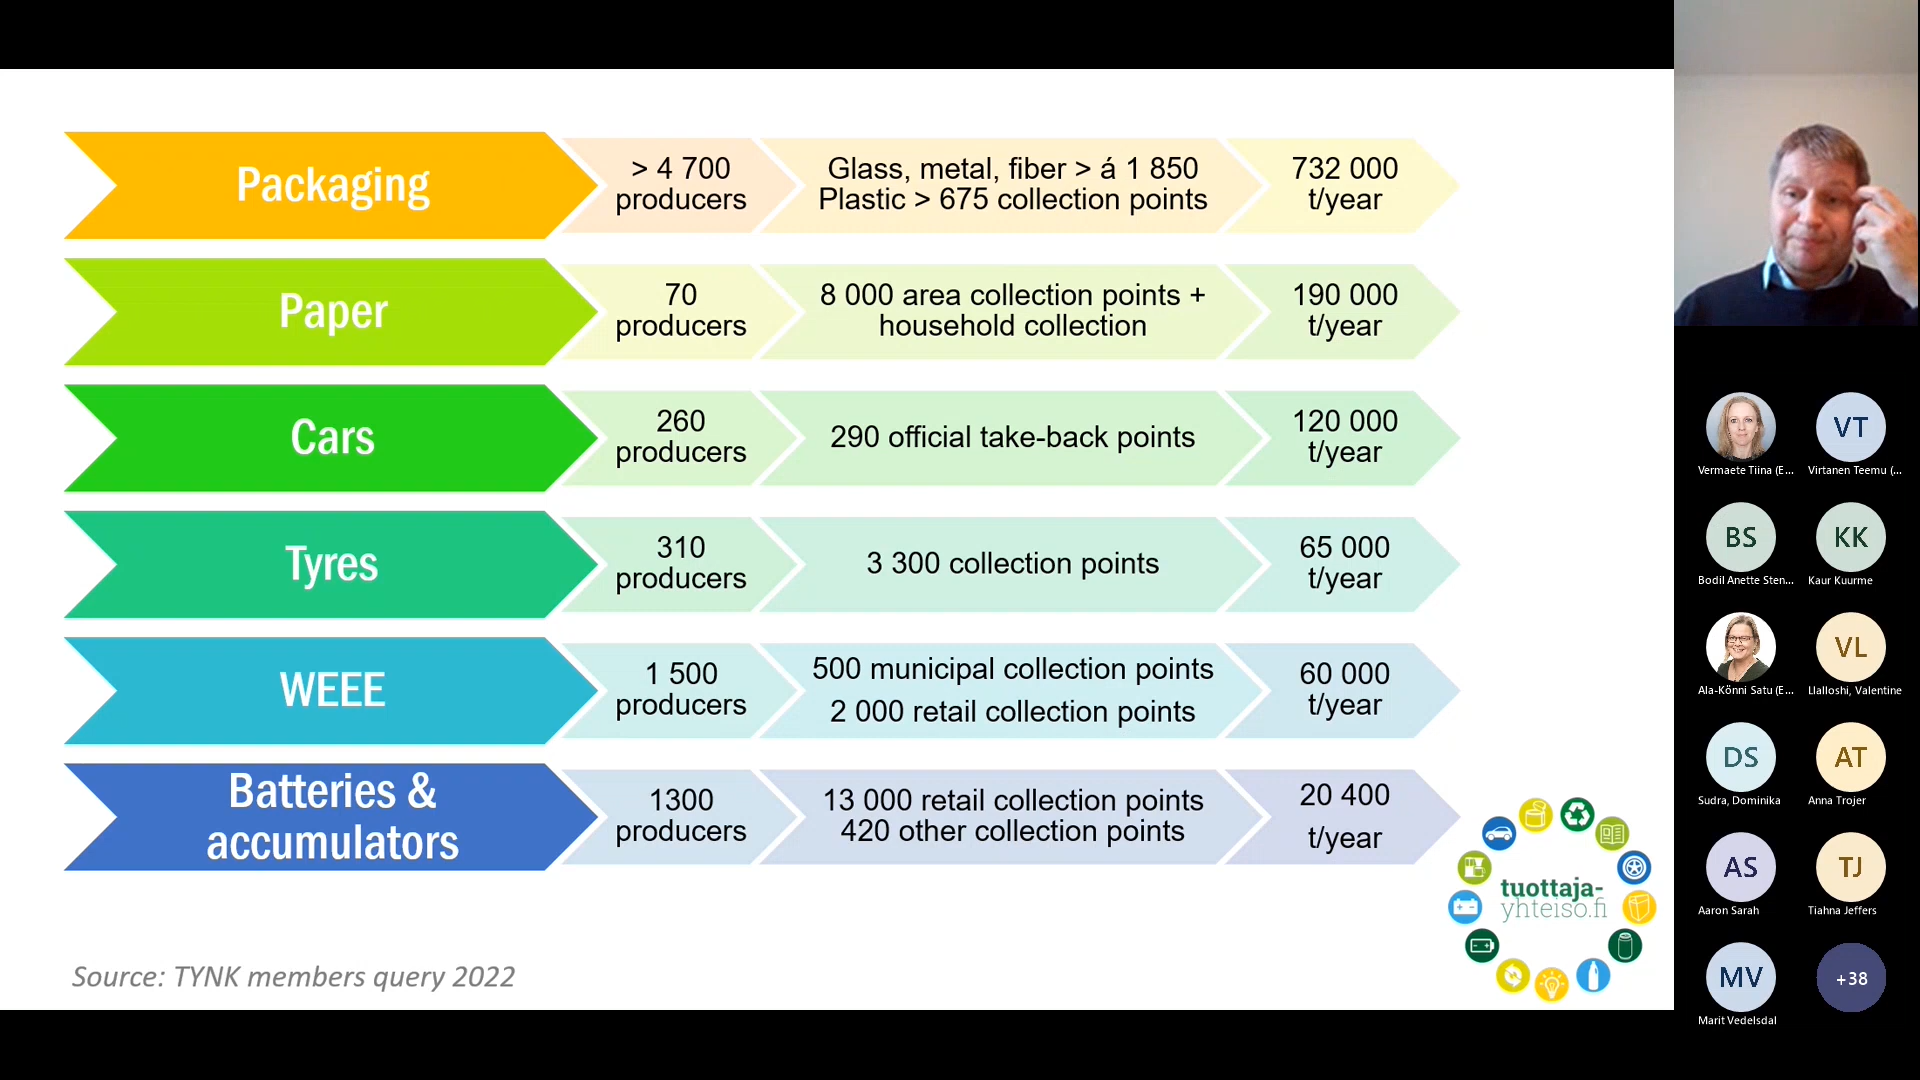 Packaging
> 4 700
producers
Glass, metal, fiber > á 1 850
Plastic > 675 collection points
732 000
t/year
Paper
70
producers
8 000 area collection points +
household collection
190 000
t/year
Cars
260
producers
290 official take-back points
120 000
t/year
Tyres
310
producers
3 300 collection points
65 000
t/year
WEEE
1 500
producers
500 municipal collection points
2 000 retail collection points
60 000
t/year
Batteries &
accumulators
1300
producers
13 000 retail collection points
420 other collection points
20 400
t/year
tuottaja-
yhteiso.fi
Source: TYNK members query 2022
Vermaete Tiina (E...
VT
Virtanen Teemu (...
BS
Bodil Anette Sten...
KK
Kaur Kuurme
Ala-Könni Satu (E...
VL
Llalloshi, Valentine
DS
Sudra, Dominika
AT
Anna Trojer
AS
Aaron Sarah
TJ
Tiahna Jeffers
MV
Marit Vedelsdal
+38